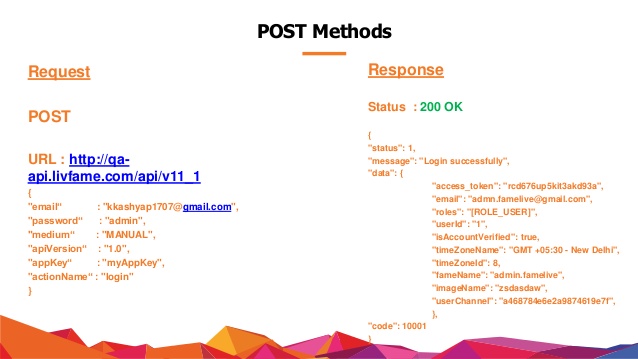 POST Methods
Request
POST
URL : http://qa-
api.livfame.com/api/v11_1
{
"email“ : "kkashyap1707@gmail.com",
"password“ : "admin",
"medium“ : "MANUAL",
"apiVersion“ : "1.0",
"appKey“ : "myAppKey",
"actionName“ : "login"
}
Response
Status : 200 OK
{
"status": 1,
"message": "Login successfully",
"data": {
"access_token": "rcd676up5kit3akd93a",
"email": "admn.famelive@gmail.com",
"roles": "[ROLE_USER]",
"userId": "1",
"isAccountVerified": true,
"timeZoneName": "GMT +05:30 - New Delhi",
"timeZoneId": 8,
"fameName": "admin.famelive",
"imageName": "zsdasdaw",
"userChannel": "a468784e6e2a9874619e7f",
},
"code": 10001
}